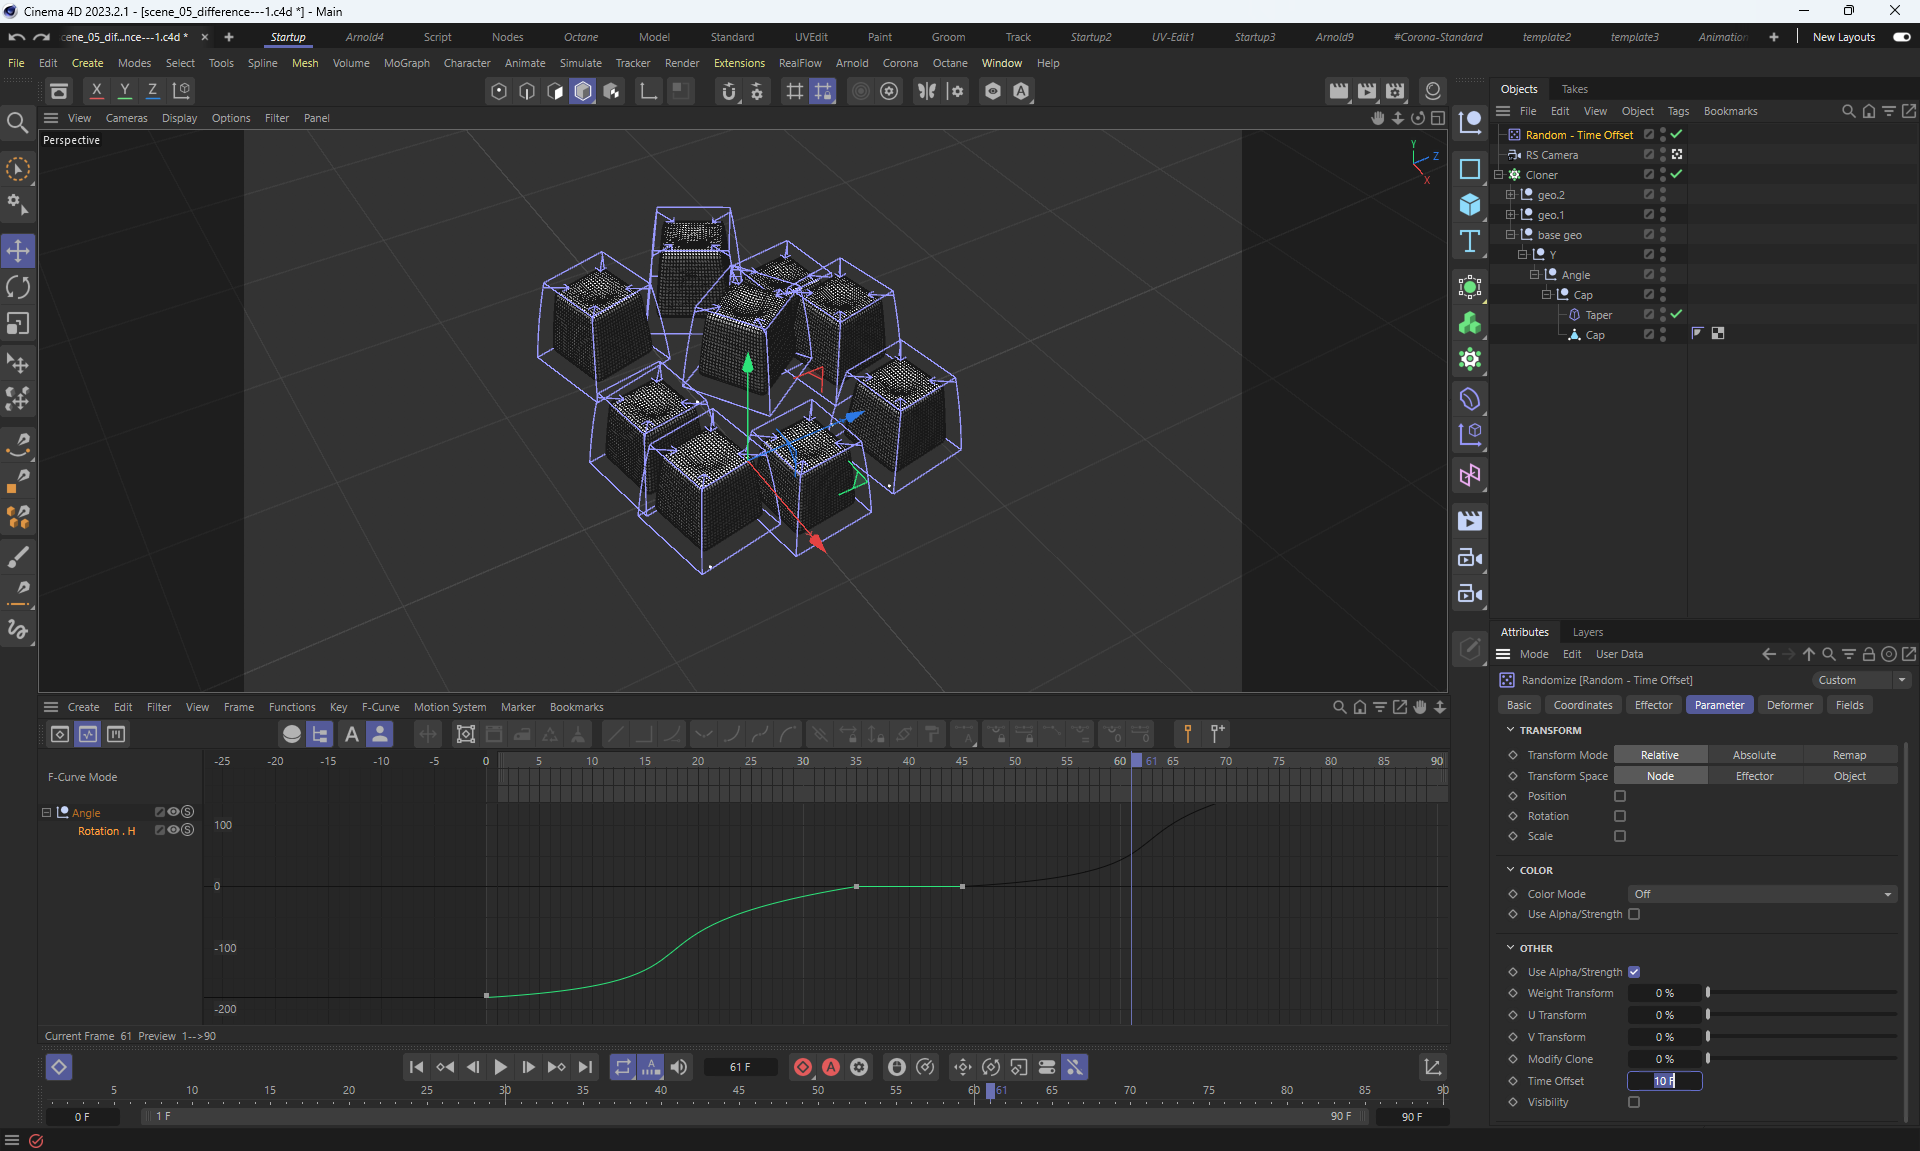 Cinema 4D 2023.2.1 - [scene_05_difference---1.c4d *] - Main
cene_05_dif...nce---1.c4d *
Startup Arnold4 Script Nodes Octane Model Standard UVEdit Paint Groom Track Startup2 UV-Edit1 Startup3 Arnold9 #Corona-Standard template2 template3 Animation New Layouts
File Edit Create Modes Select Tools Spline Mesh Volume MoGraph Character Animate Simulate Tracker Render Extensions RealFlow Arnold Corona Octane Window Help
X Y Z
View Cameras Display Options Filter Panel
Perspective
Y
Z
X
Objects Takes
File Edit View Object Tags Bookmarks
Random - Time Offset
RS Camera
Cloner
geo.2
geo.1
base geo
Y
Angle
Cap
Taper
Cap
Attributes Layers
Mode Edit User Data
Randomize [Random - Time Offset] Custom
Basic Coordinates Effector Parameter Deformer Fields
TRANSFORM
Transform Mode Relative Absolute Remap
Transform Space Node Effector Object
Position
Rotation
Scale
COLOR
Color Mode Off
Use Alpha/Strength
OTHER
Use Alpha/Strength
Weight Transform 0 %
U Transform 0 %
V Transform 0 %
Modify Clone 0 %
Time Offset 10 F
Visibility
Create Edit Filter View Frame Functions Key F-Curve Motion System Marker Bookmarks
-25 -20 -15 -10 -5 0 5 10 15 20 25 30 35 40 45 50 55 60 61 65 70 75 80 85 90
F-Curve Mode
Angle
Rotation . H
100
0
-100
-200
Current Frame 61 Preview 1-->90
61 F
5 10 15 20 25 30 35 40 45 50 55 60 61 65 70 75 80 85 90
0 F 1 F 90 F 90 F